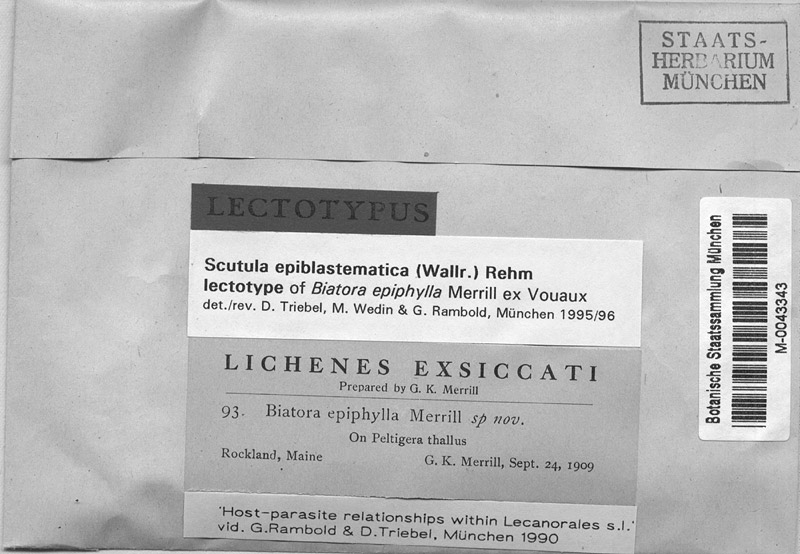 STAATS-
HERBARIUM
MÜNCHEN
LECTOTYPUS
Scutula epiblastematica (Wallr.) Rehm
lectotype of Biatora epiphylla Merrill ex Vouaux
det./rev. D. Triebel, M. Wedin & G. Rambold, München 1995/96
LICHENES EXSICCATI
Prepared by G. K. Merrill
93. Biatora epiphylla Merrill sp nov.
On Peltigera thallus
Rockland, Maine G. K. Merrill, Sept. 24, 1909
'Host-parasite relationships within Lecanorales s.l.'
vid. G.Rambold & D.Triebel, München 1990
Botanische Staatssammlung München
M-0043343